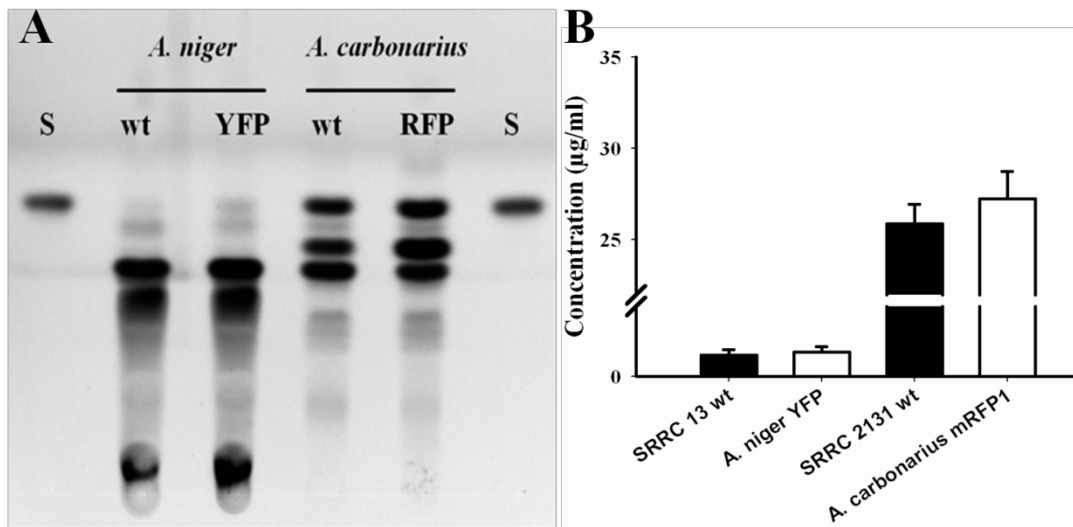 A
A. niger
A. carbonarius
S
wt
YFP
wt
RFP
S
B
Concentration (µg/ml)
35
25
0
SRRC 13 wt
A. niger YFP
SRRC 2131 wt
A. carbonarius mRFP1